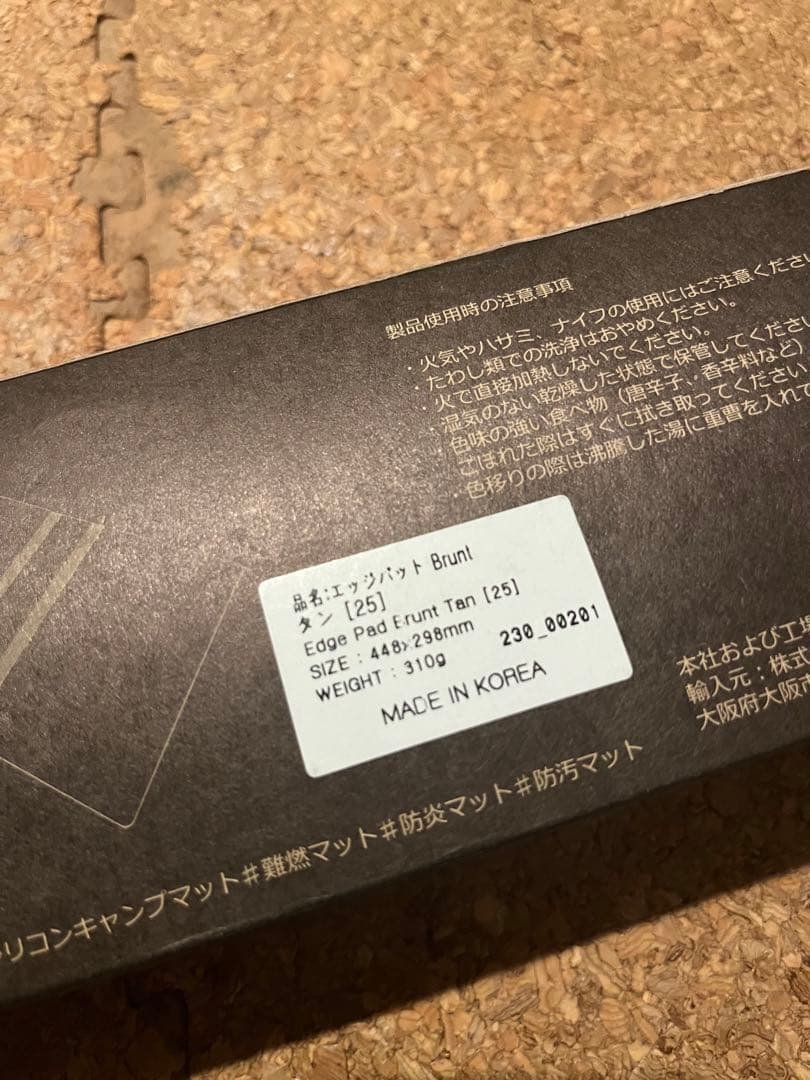 製品使用時の注意事項
・火気やハサミ、ナイフの使用にはご注意ください
・たわし類での洗浄はおやめください。
・火で直接加熱しないでください。
・湿気のない乾燥した状態で保管してくださ
・色味の強い食べ物（唐辛子、香辛料など）
ごぼれた際はすぐに拭き取ってください
・色移りの際は沸騰した湯に重曹を入れて
品名:エッジパット Brunt
タン [25]
Edge Pad Brunt Tan [25]
SIZE : 448x298mm
230_00201
WEIGHT : 310g
MADE IN KOREA
本社および工場
輸入元：株式
大阪府大阪市
リコンキャンプマット#難燃マット#防炎マット#防汚マット